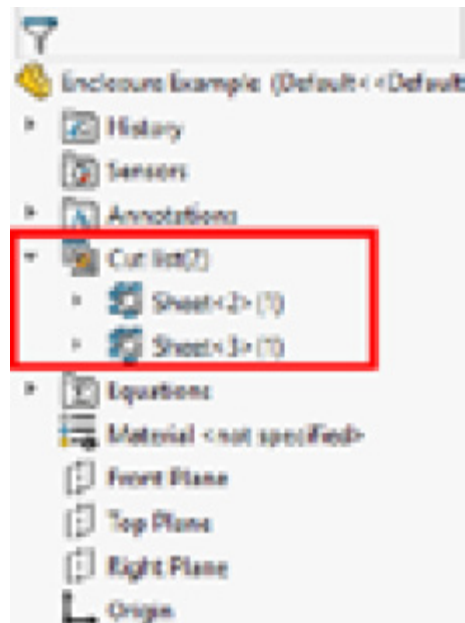 Enclosure Example (Default<<Default
History
Sensors
Annotations
Cut list(2)
Sheet<2> (1)
Sheet<3> (1)
Equations
Material <not specified>
Front Plane
Top Plane
Right Plane
Origin